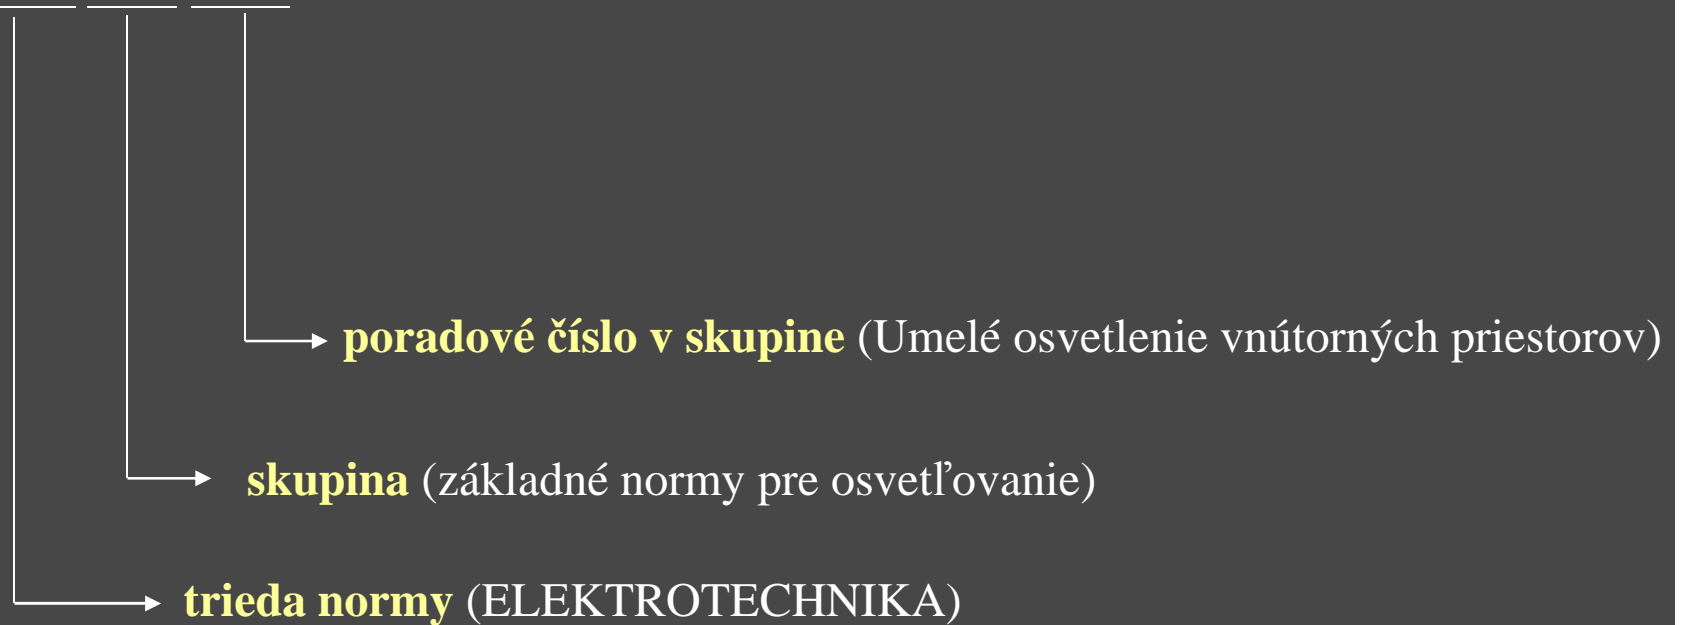 poradové číslo v skupine (Umelé osvetlenie vnútorných priestorov)
skupina (základné normy pre osvetľovanie)
trieda normy (ELEKTROTECHNIKA)